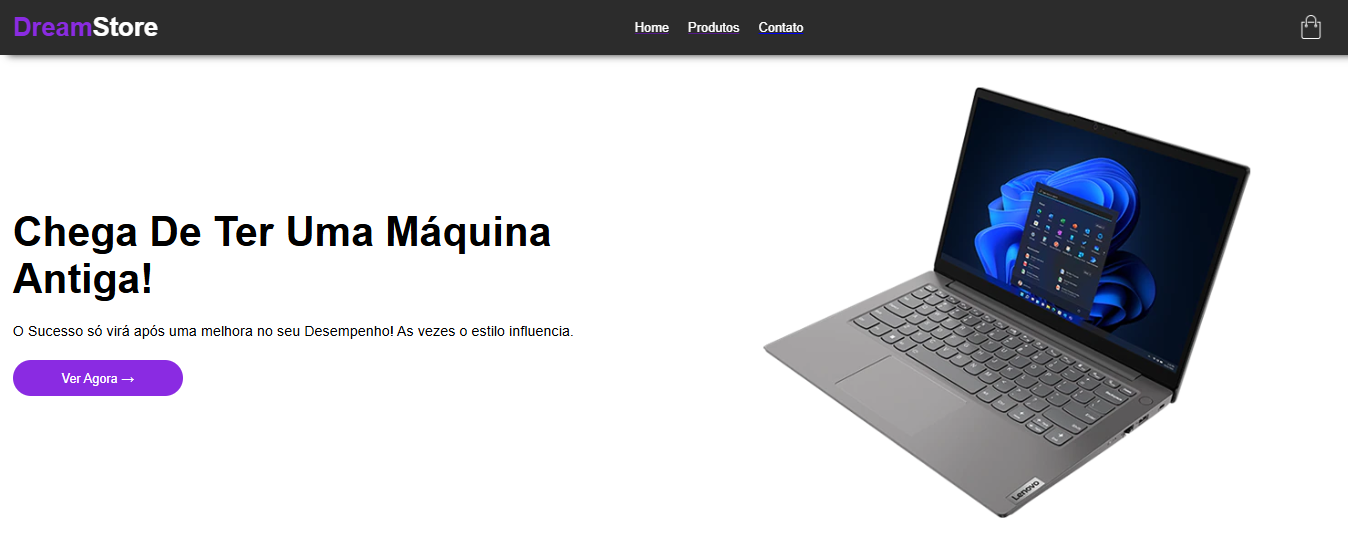 DreamStore
Home Produtos Contato
Chega De Ter Uma Máquina
Antiga!
O Sucesso só virá após uma melhora no seu Desempenho! As vezes o estilo influencia.
Ver Agora →
Lenovo